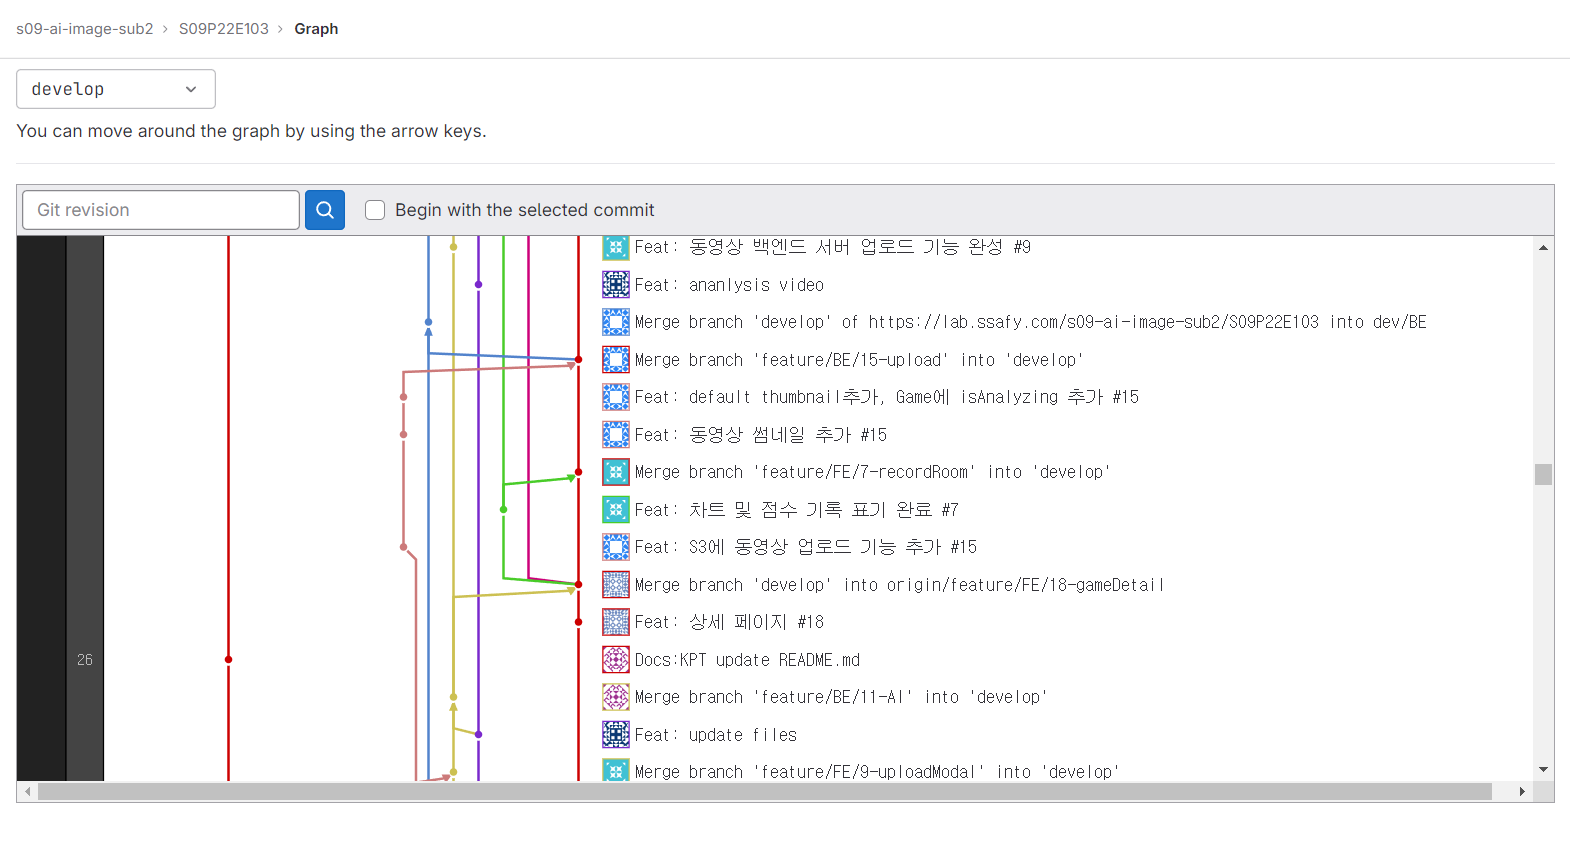 s09-ai-image-sub2 › S09P22E103 › Graph
develop
You can move around the graph by using the arrow keys.
Git revision
Begin with the selected commit
Feat: 동영상 백엔드 서버 업로드 기능 완성 #9
Feat: ananlysis video
Merge branch 'develop' of https://lab.ssafy.com/s09-ai-image-sub2/S09P22E103 into dev/BE
Merge branch 'feature/BE/15-upload' into 'develop'
Feat: default thumbnail추가, Game에 isAnalyzing 추가 #15
Feat: 동영상 썸네일 추가 #15
Merge branch 'feature/FE/7-recordRoom' into 'develop'
Feat: 차트 및 점수 기록 표기 완료 #7
Feat: S3에 동영상 업로드 기능 추가 #15
Merge branch 'develop' into origin/feature/FE/18-gameDetail
Feat: 상세 페이지 #18
26 Docs:KPT update README.md
Merge branch 'feature/BE/11-AI' into 'develop'
Feat: update files
Merge branch 'feature/FE/9-uploadModal' into 'develop'